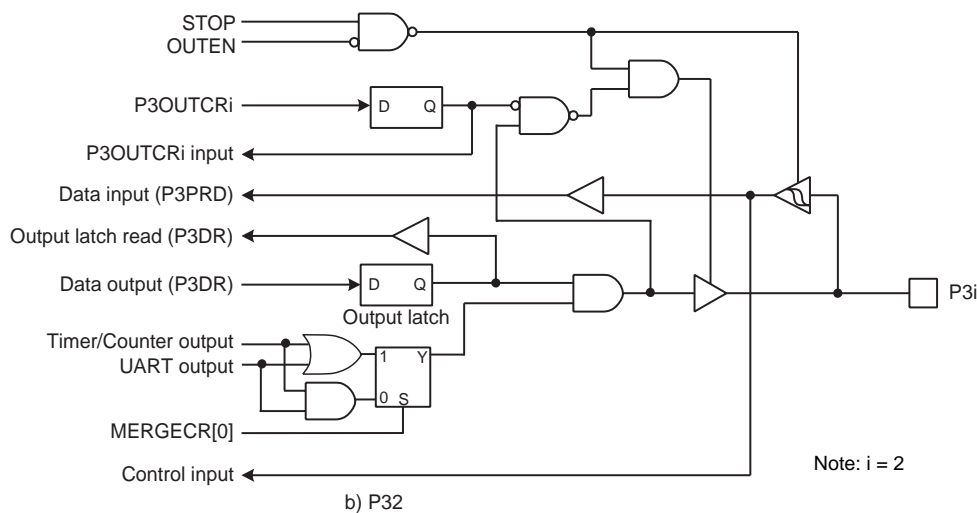 STOP
OUTEN
P3OUTCRi
D Q
P3OUTCRi input
Data input (P3PRD)
Output latch read (P3DR)
Data output (P3DR)
D Q
Output latch
P3i
Timer/Counter output
UART output
1 Y
0 S
MERGECR[0]
Control input
Note: i = 2
b) P32